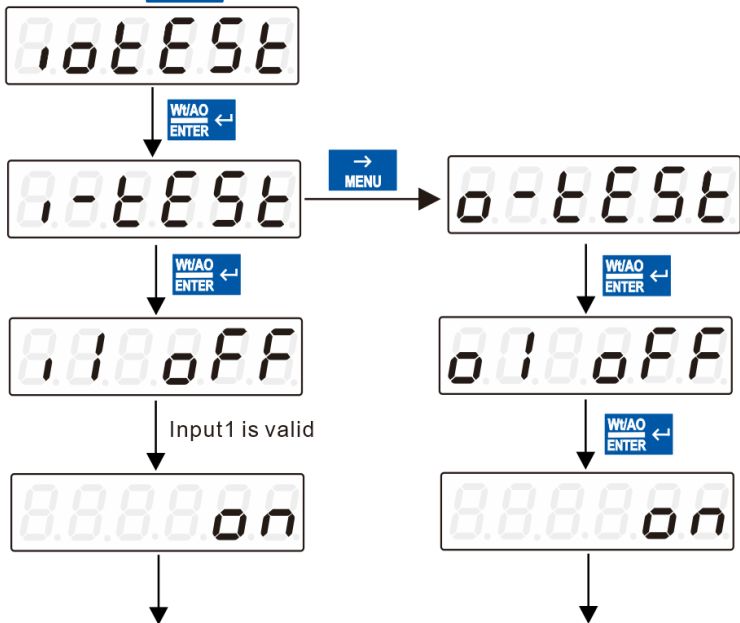 iotESt
Wt/AO
ENTER
i-tESt
→
MENU
o-tESt
Wt/AO
ENTER
Wt/AO
ENTER
i1 oFF
o1 oFF
Input1 is valid
Wt/AO
ENTER
on
on